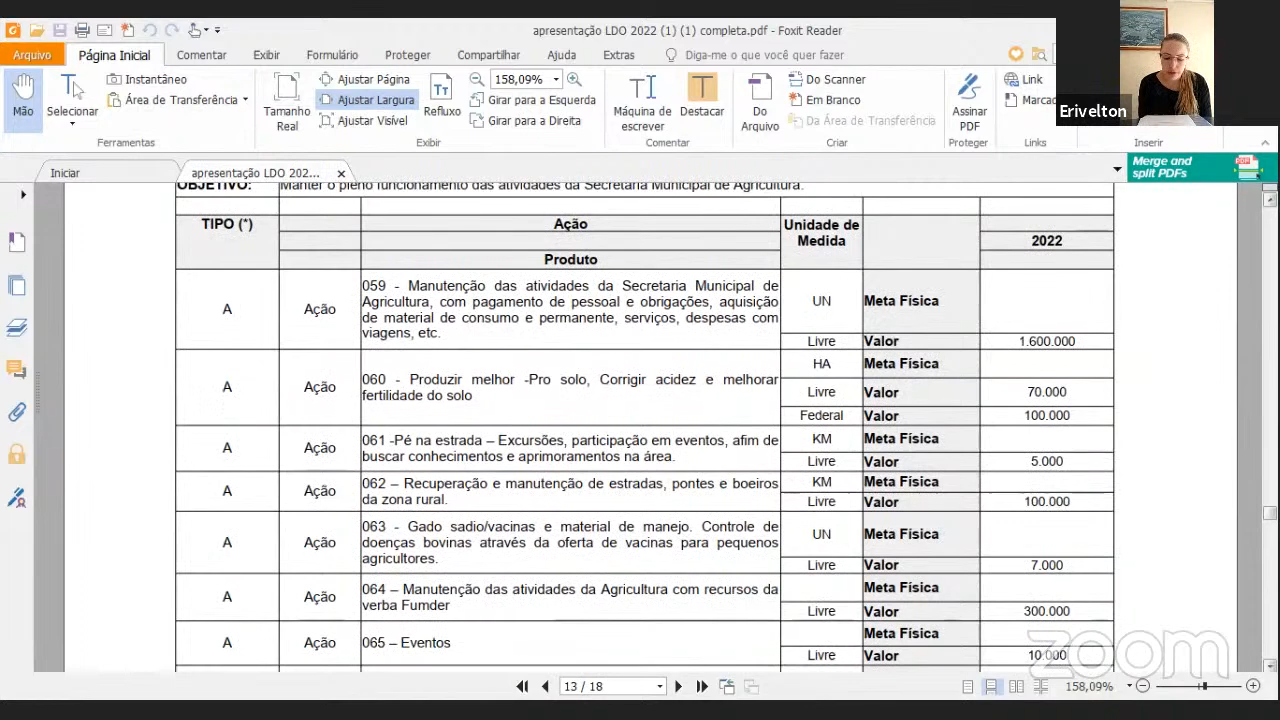 apresentação LDO 2022 (1) (1) completa.pdf - Foxit Reader
Arquivo Página Inicial Comentar Exibir Formulário Proteger Compartilhar Ajuda Extras Diga-me o que você quer fazer
Mão
Selecionar
Instantâneo
Área de Transferência
Ferramentas
Tamanho Real
Ajustar Página
Ajustar Largura
Ajustar Visível
Refluxo
158,09%
Girar para a Esquerda
Girar para a Direita
Exibir
Máquina de escrever
Destacar
Comentar
Do Arquivo
Do Scanner
Em Branco
Da Área de Transferência
Criar
Assinar PDF
Proteger
Link
Marcad
Links
Inserir
Erivelton
Iniciar
apresentação LDO 202...
Merge and
split PDFs
OBJETIVO: Manter o pleno funcionamento das atividades da Secretaria Municipal de Agricultura.
TIPO (*) Ação Unidade de Medida 2022
Produto
A Ação 059 - Manutenção das atividades da Secretaria Municipal de
Agricultura, com pagamento de pessoal e obrigações, aquisição
de material de consumo e permanente, serviços, despesas com
viagens, etc.
UN Meta Física
Livre Valor 1.600.000
A Ação 060 - Produzir melhor -Pro solo, Corrigir acidez e melhorar
fertilidade do solo
HA Meta Física
Livre Valor 70.000
Federal Valor 100.000
A Ação 061 -Pé na estrada – Excursões, participação em eventos, afim de
buscar conhecimentos e aprimoramentos na área.
KM Meta Física
Livre Valor 5.000
A Ação 062 – Recuperação e manutenção de estradas, pontes e boeiros
da zona rural.
KM Meta Física
Livre Valor 100.000
A Ação 063 - Gado sadio/vacinas e material de manejo. Controle de
doenças bovinas através da oferta de vacinas para pequenos
agricultores.
UN Meta Física
Livre Valor 7.000
A Ação 064 – Manutenção das atividades da Agricultura com recursos da
verba Fumder
Meta Física
Livre Valor 300.000
A Ação 065 – Eventos
Meta Física
Livre Valor 10.000
zoom
13 / 18
158,09%